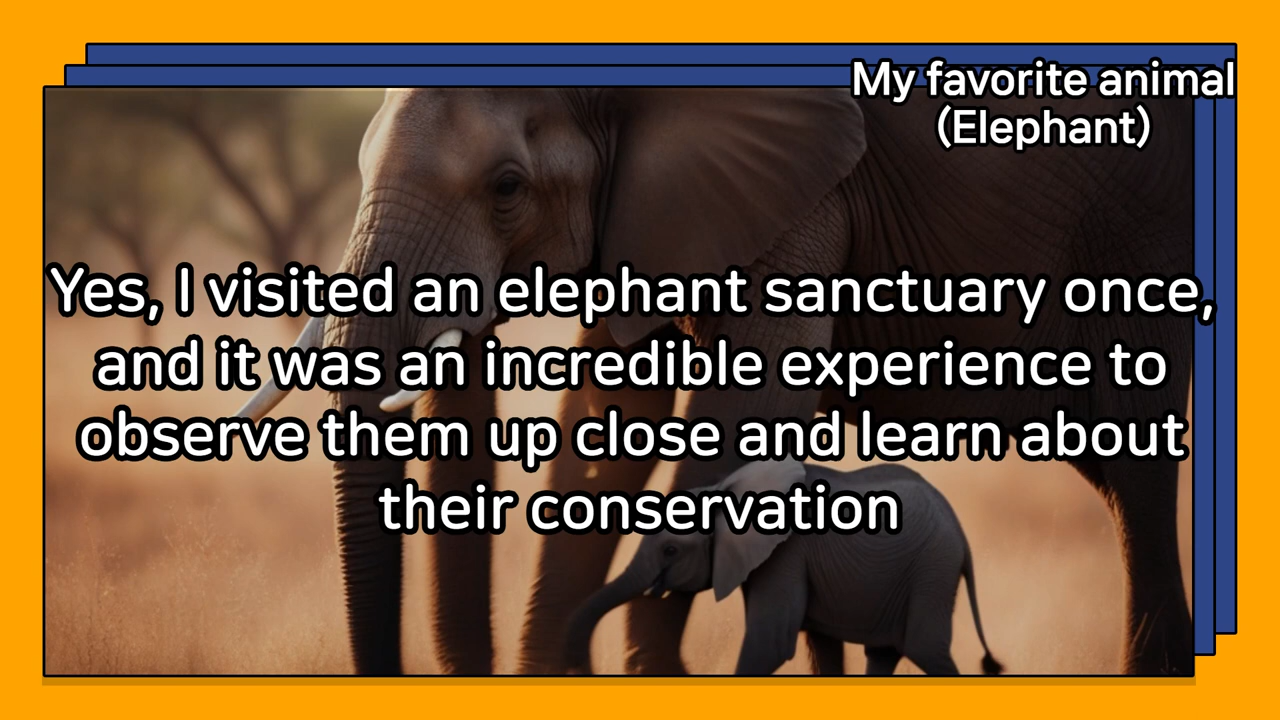 My favorite animal
(Elephant)
Yes, I visited an elephant sanctuary once,
and it was an incredible experience to
observe them up close and learn about
their conservation